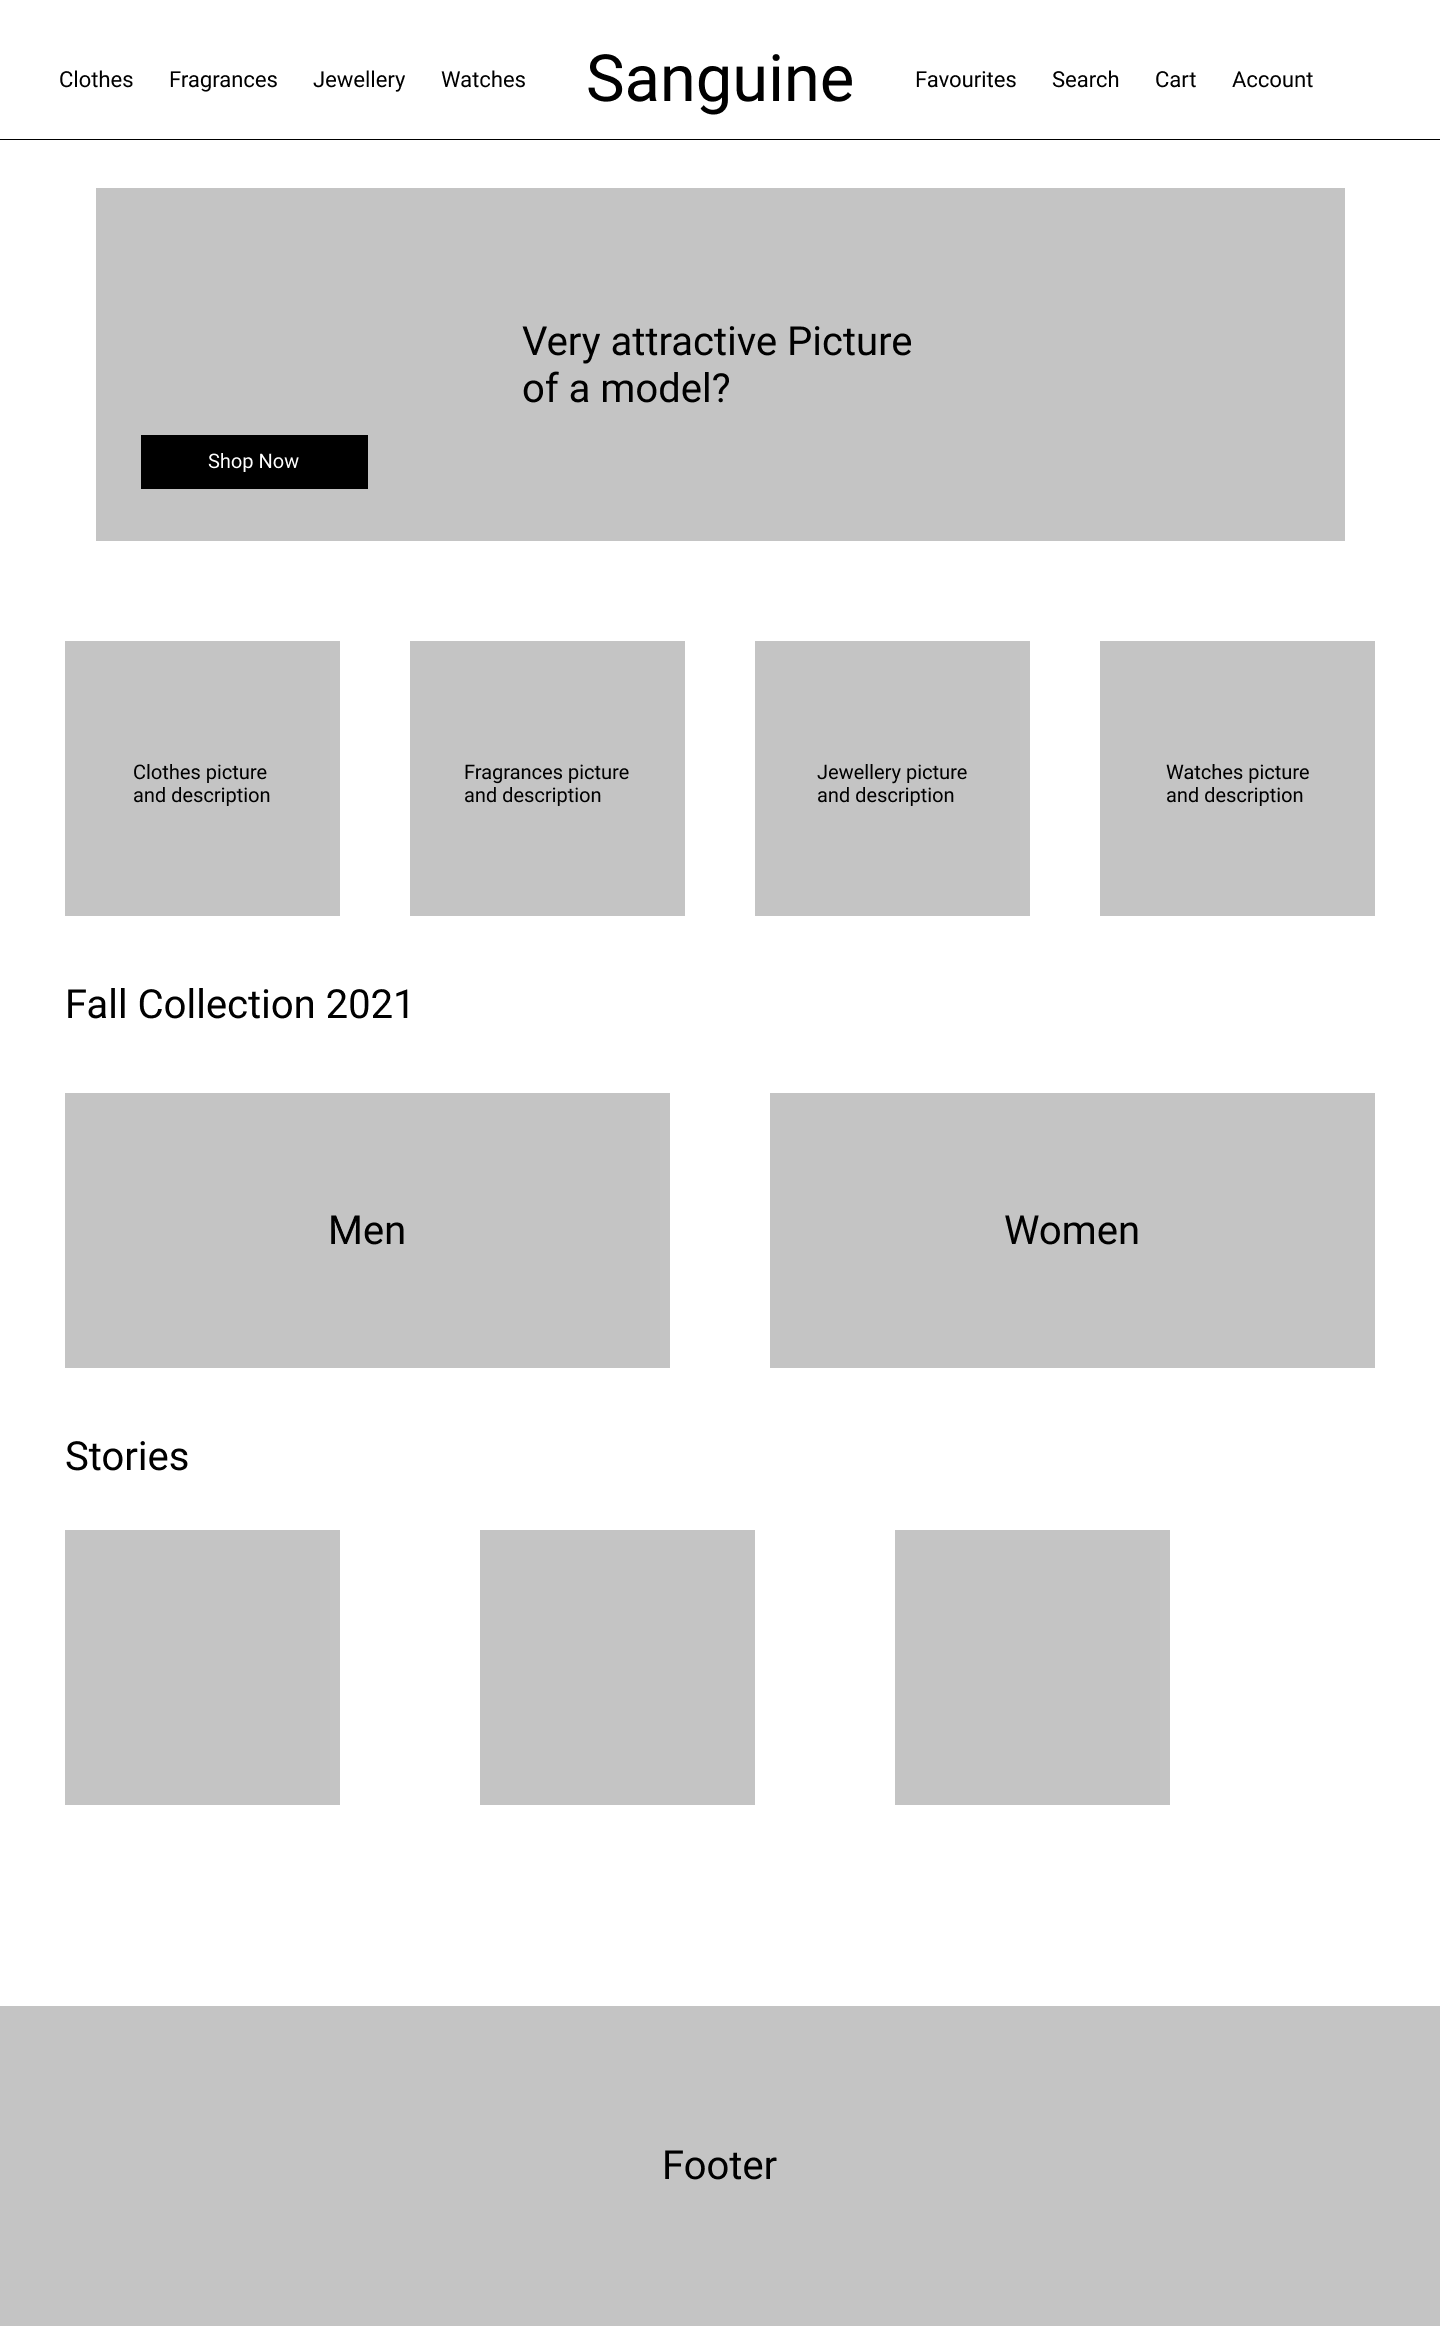 Clothes Fragrances Jewellery Watches Sanguine Favourites Search Cart Account
Very attractive Picture
of a model?
Shop Now
Clothes picture
and description
Fragrances picture
and description
Jewellery picture
and description
Watches picture
and description
Fall Collection 2021
Men
Women
Stories
Footer